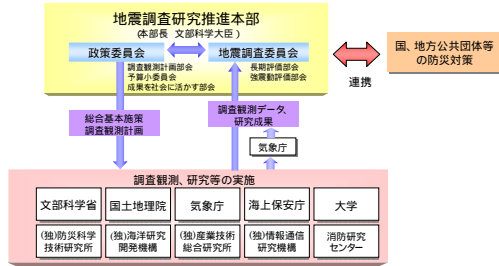 地震調査研究推進本部
(本部長 文部科学大臣)
政策委員会
調査観測計画部会
予算小委員会
成果を社会に活かす部会
地震調査委員会
長期評価部会
強震動評価部会
連携
国、地方公共団体等
の防災対策
総合基本施策
調査観測計画
調査観測データ、
研究成果
気象庁
調査観測、研究等の実施
文部科学省
国土地理院
気象庁
海上保安庁
大学
(独)防災科学
技術研究所
(独)海洋研究
開発機構
(独)産業技術
総合研究所
(独)情報通信
研究機構
消防研究
センター